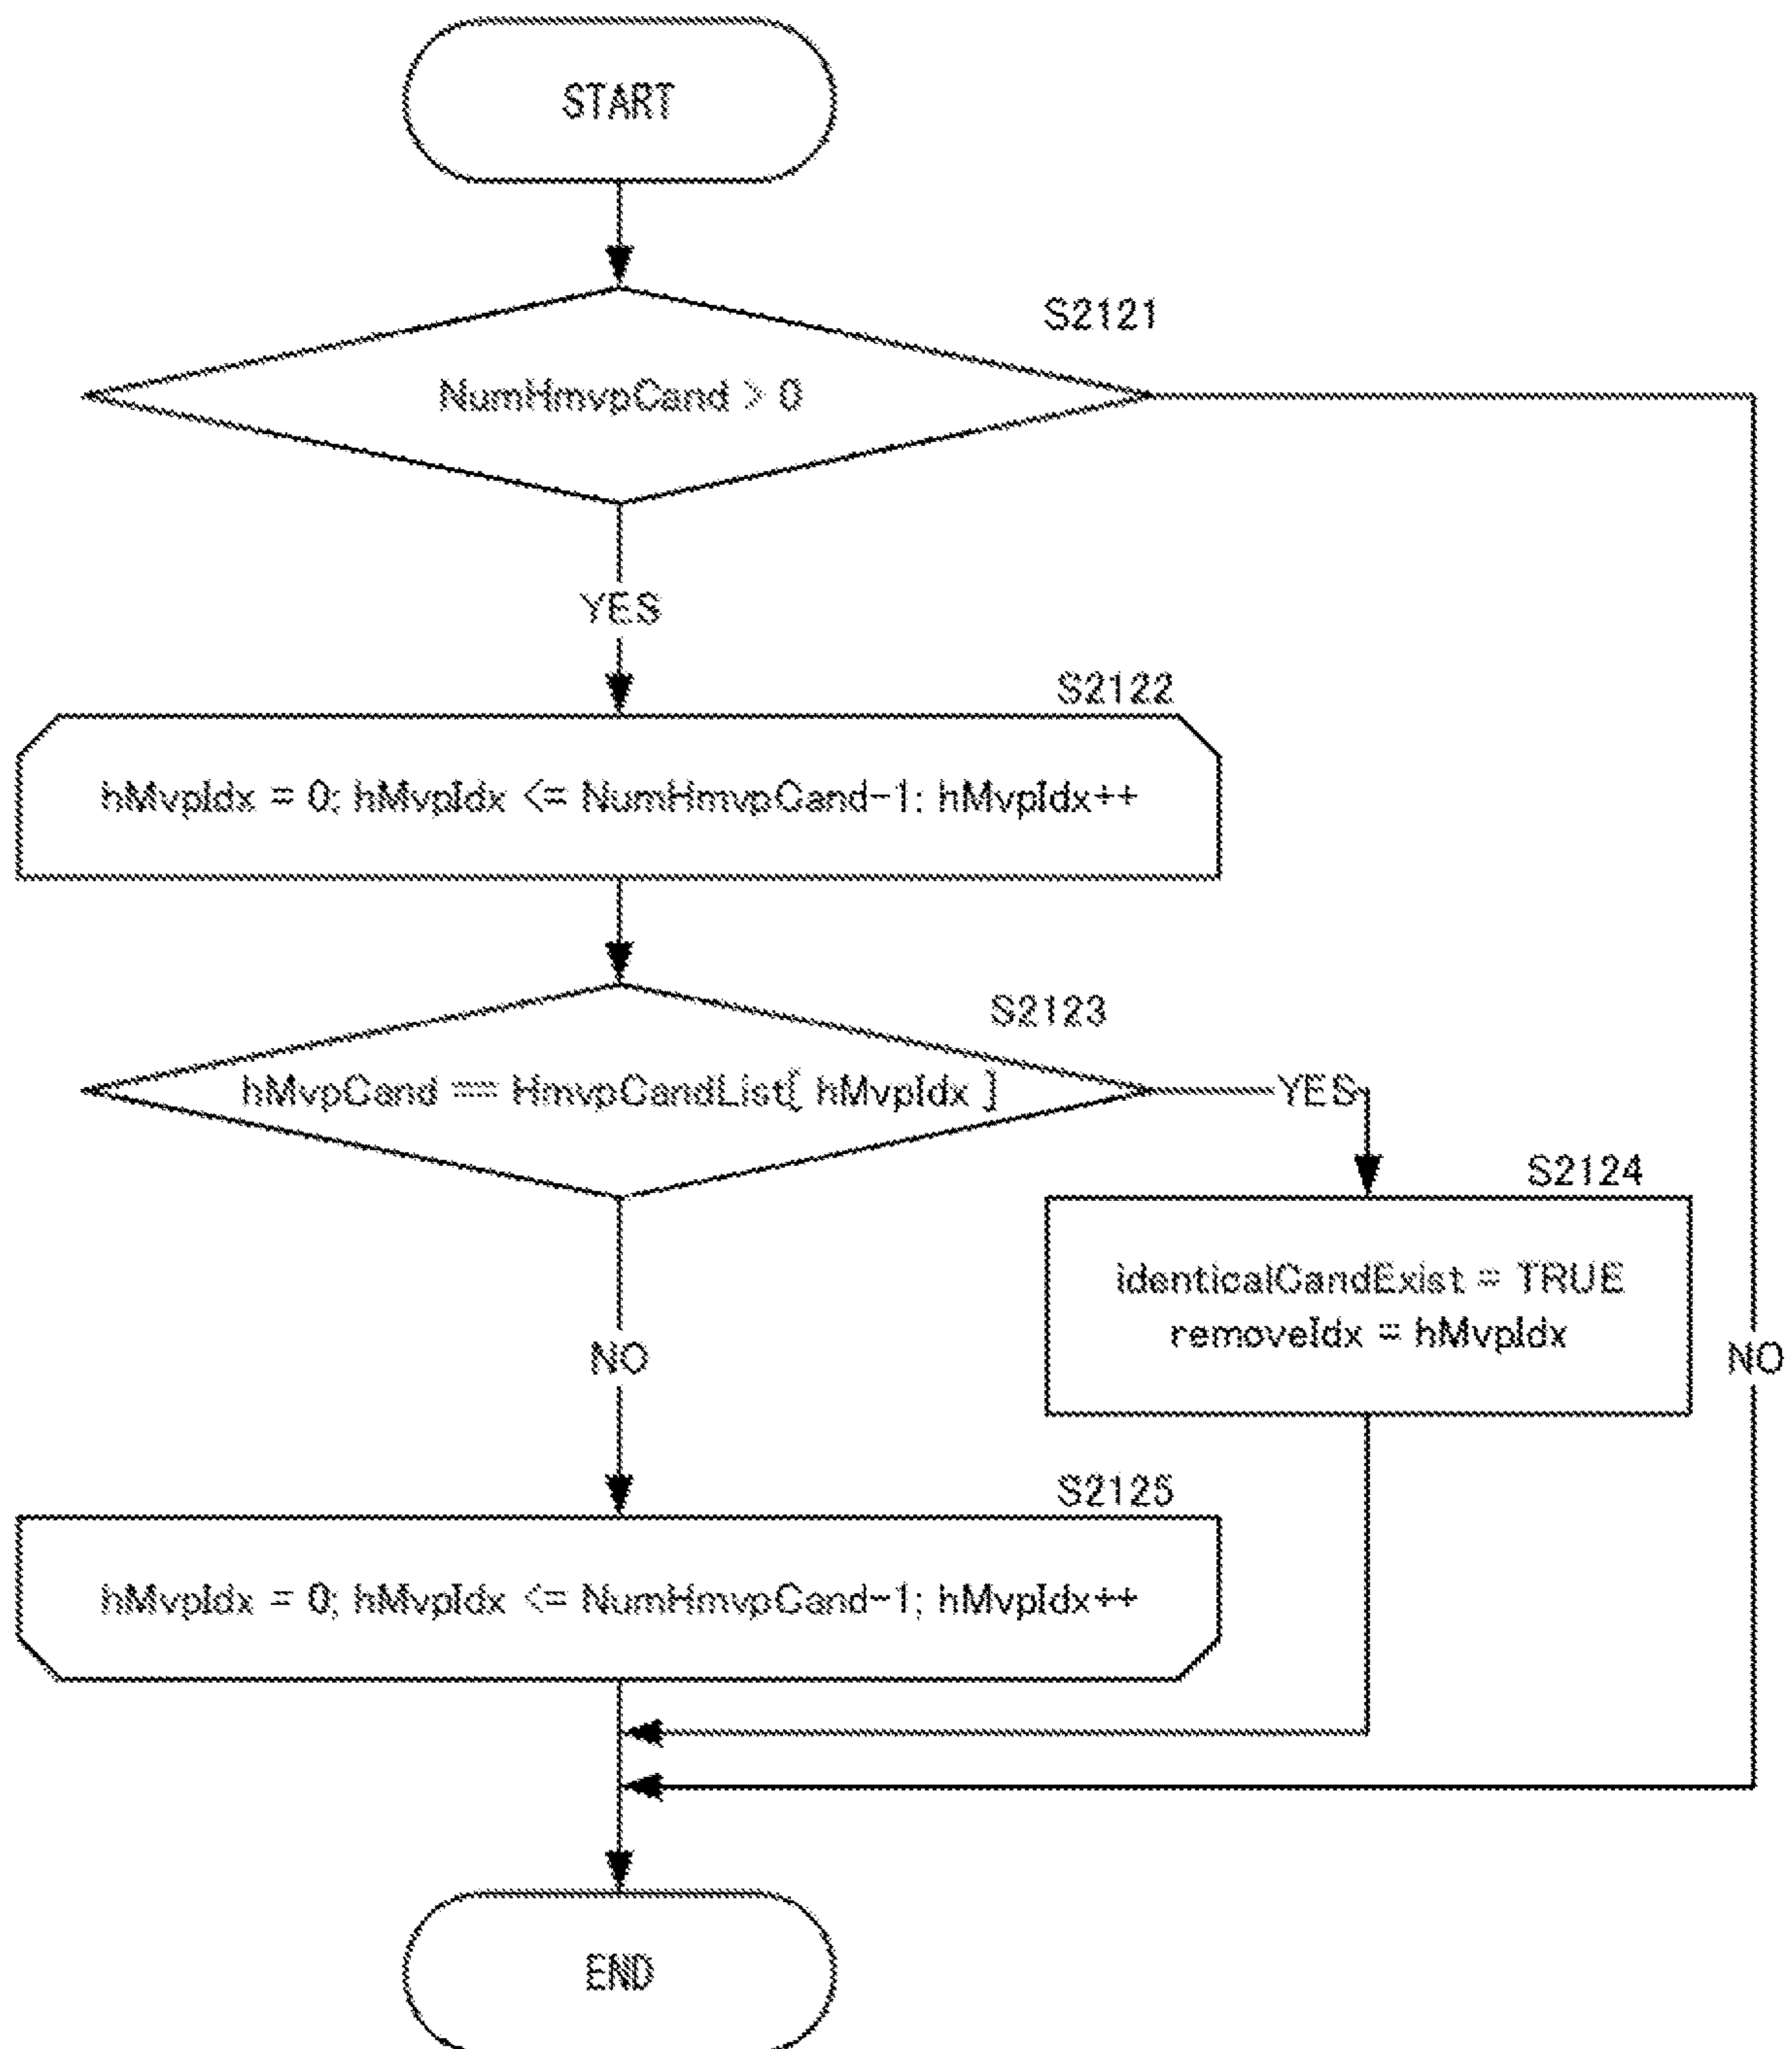 START
S2121
NumHmvpCand > 0
YES
S2122
hMvpIdx = 0; hMvpIdx <= NumHmvpCand-1; hMvpIdx++
S2123
hMvpCand == HmvpCandList[ hMvpIdx ]
YES
S2124
identicalCandExist = TRUE
removeIdx = hMvpIdx
NO
NO
S2125
hMvpIdx = 0; hMvpIdx <= NumHmvpCand-1; hMvpIdx++
END